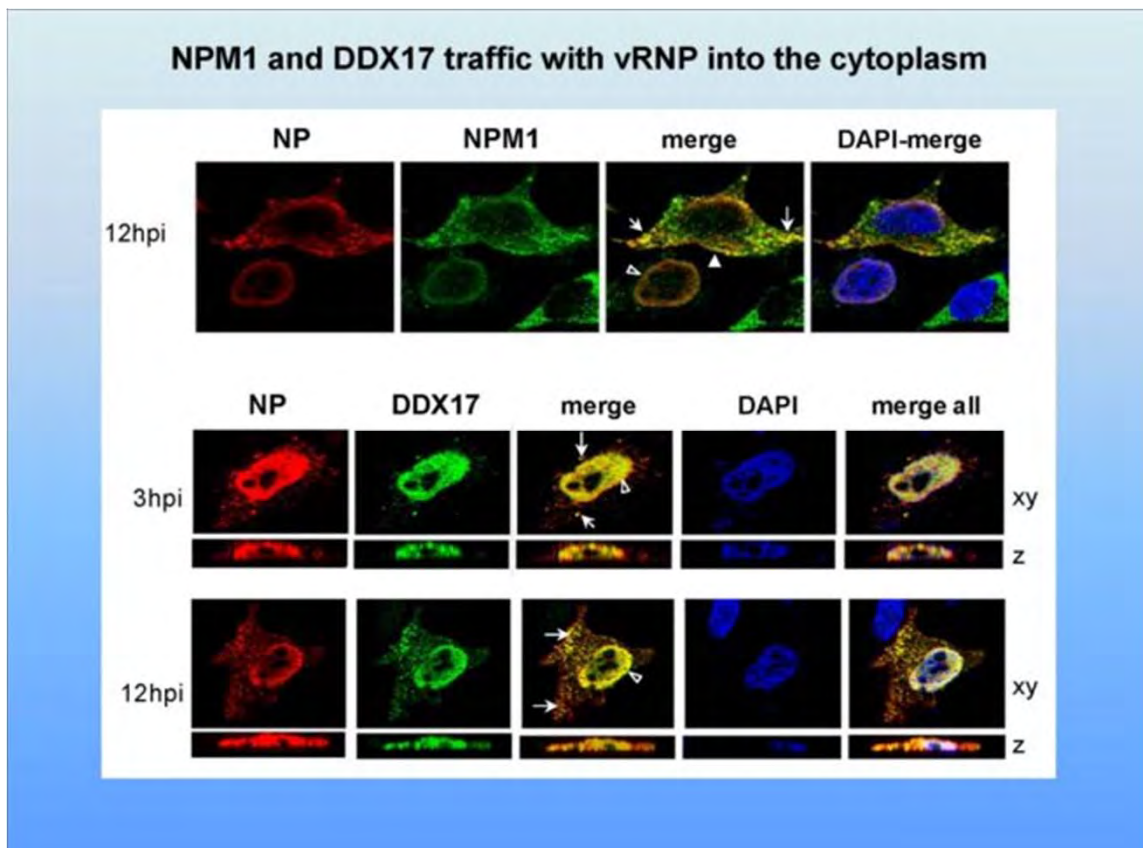 NPM1 and DDX17 traffic with vRNP into the cytoplasm
NP NPM1 merge DAPI-merge
12hpi
NP DDX17 merge DAPI merge all
3hpi xy
z
12hpi xy
z